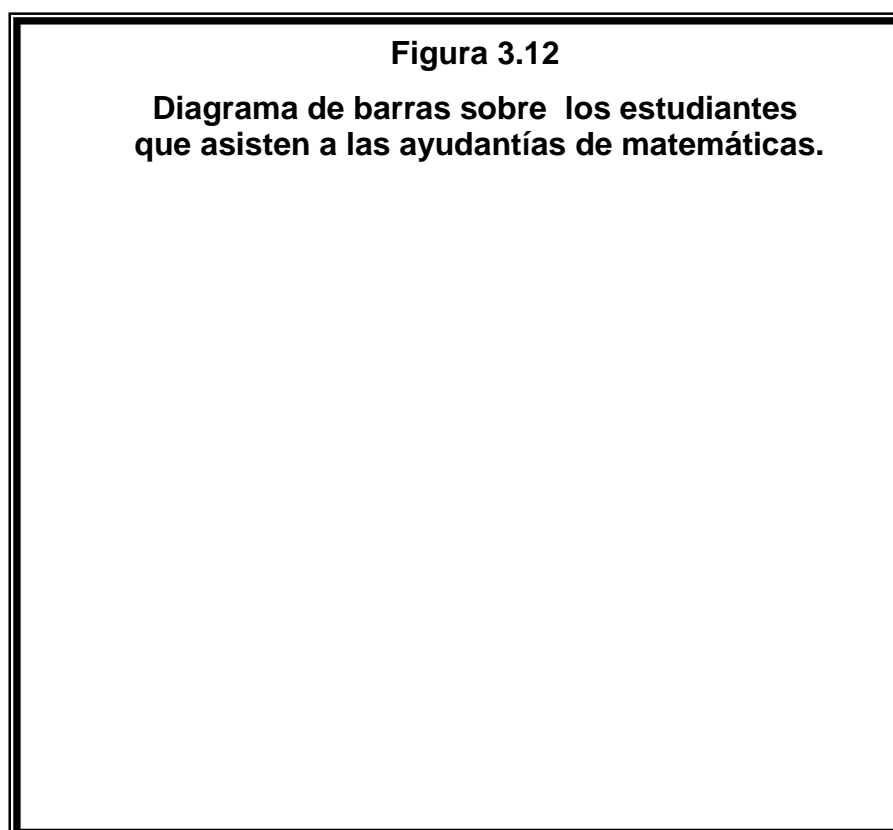 Figura 3.12
Diagrama de barras sobre  los estudiantes
que asisten a las ayudantías de matemáticas.